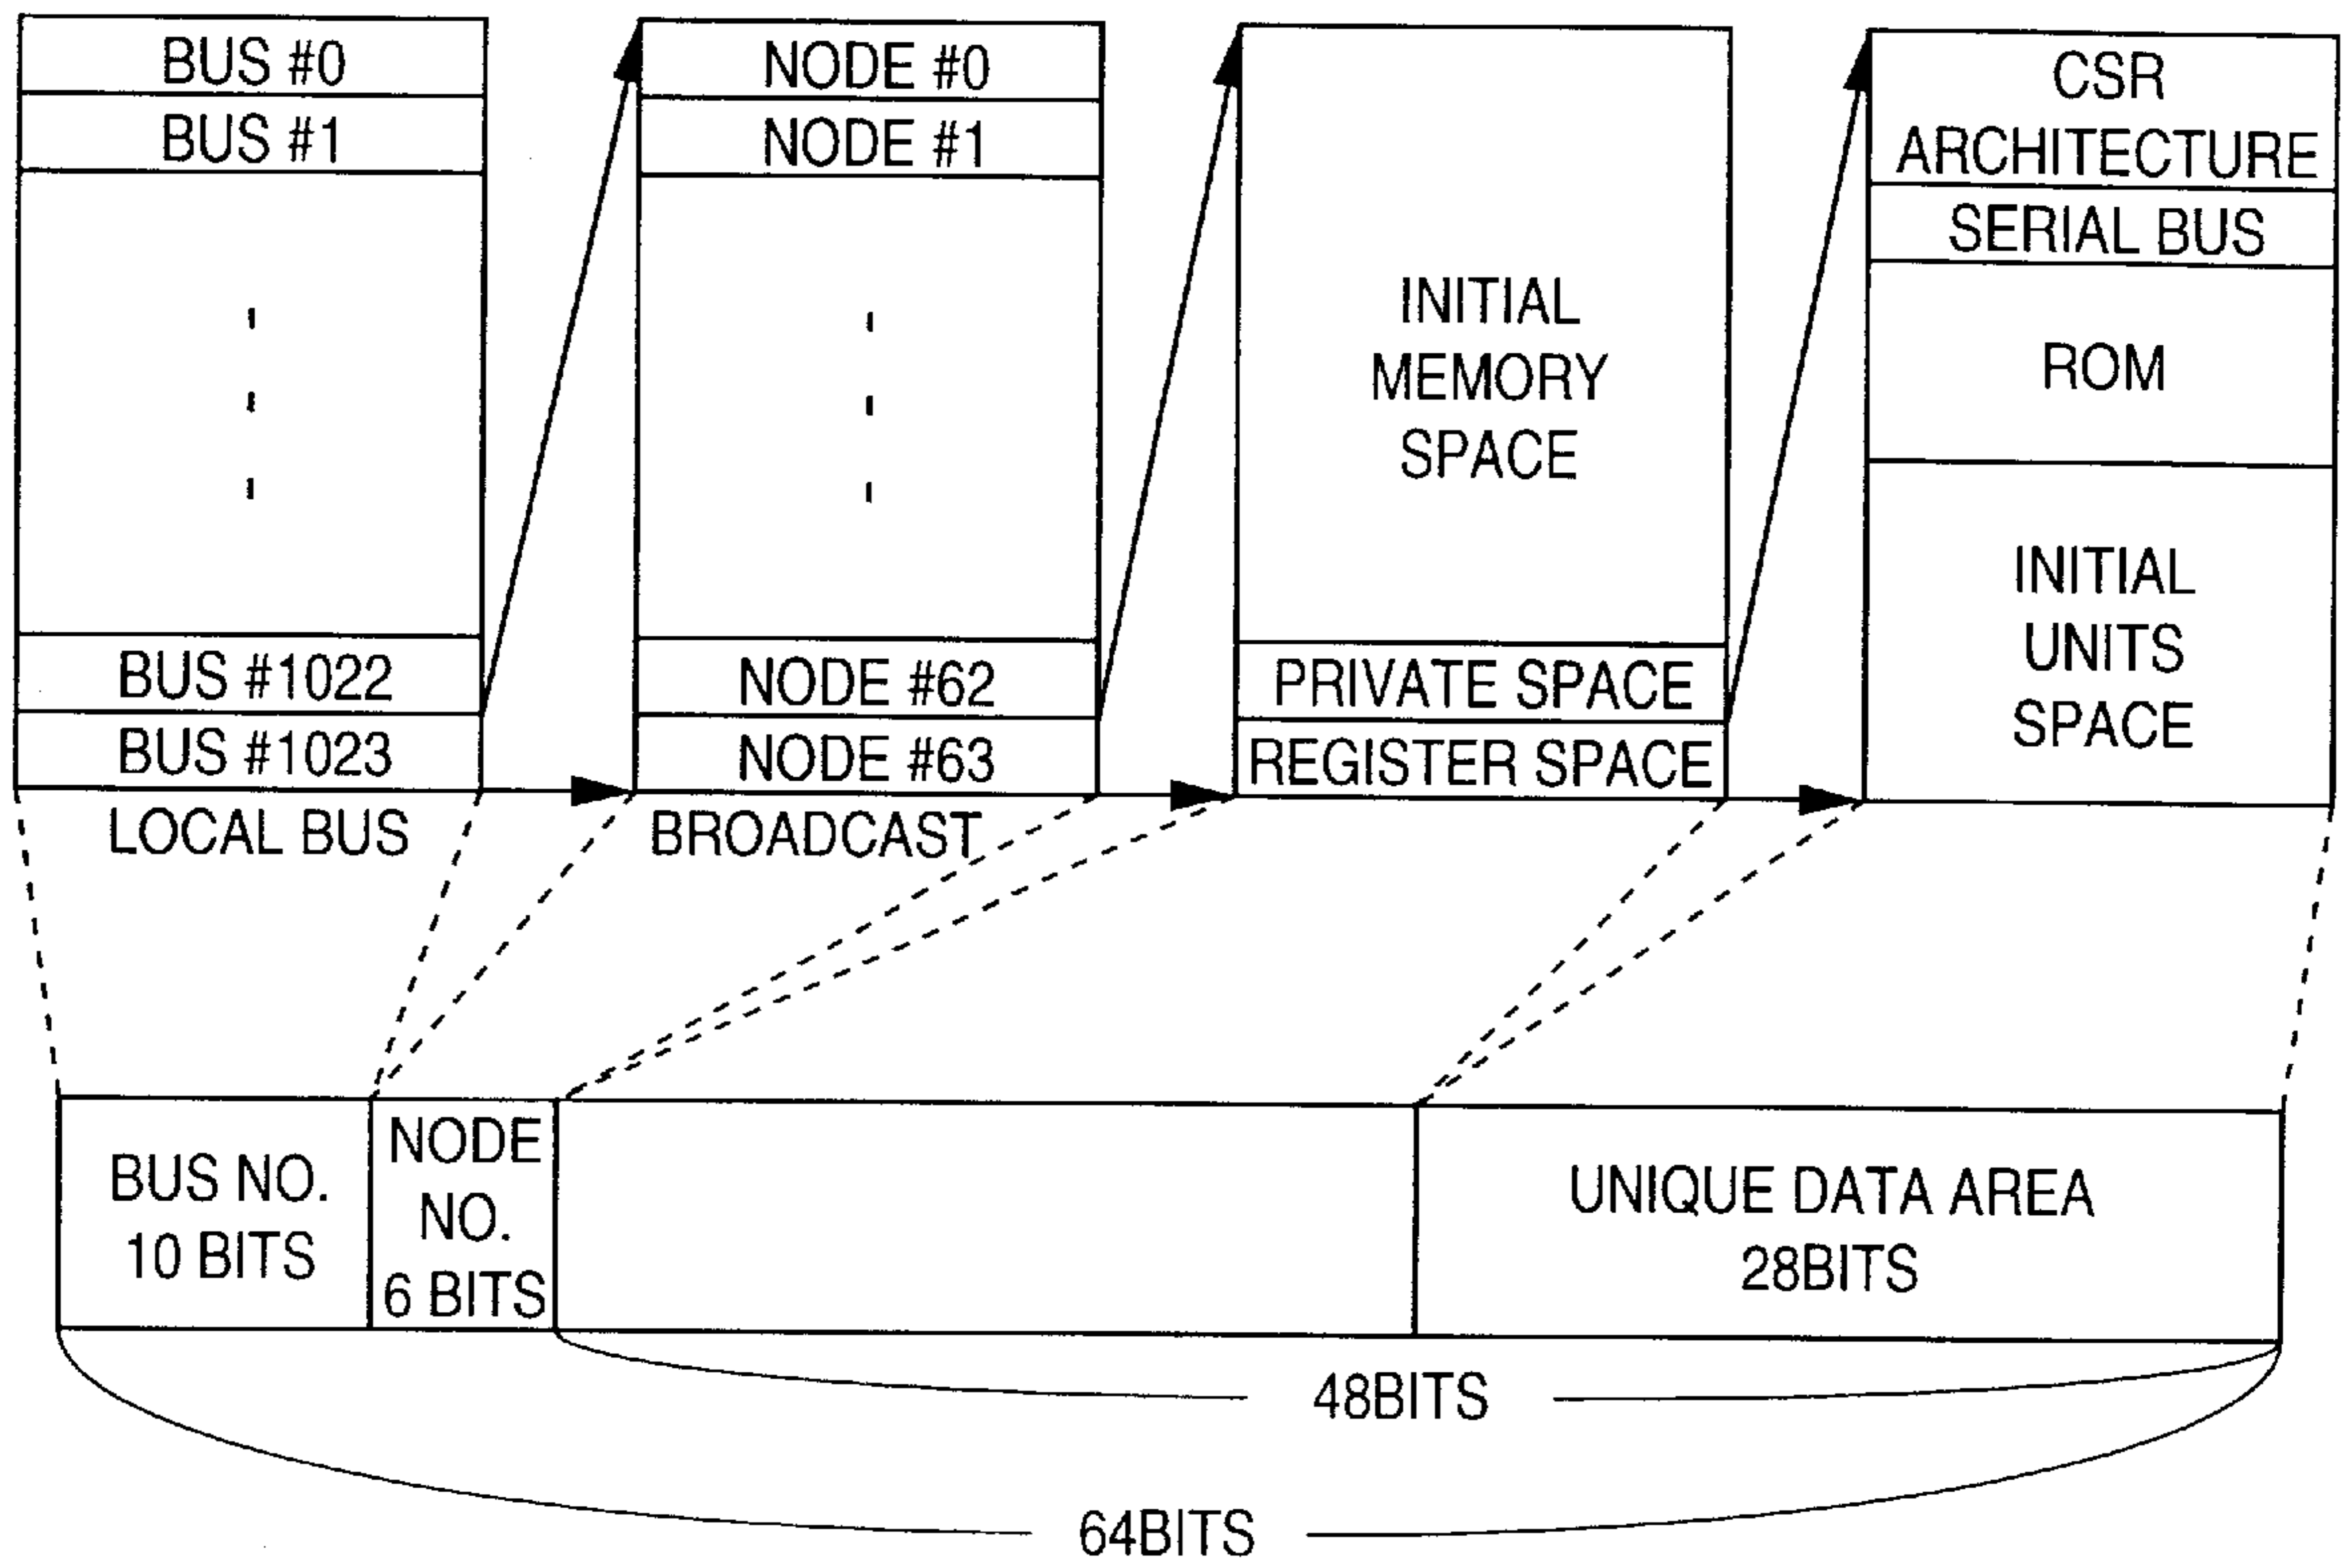 BUS #0
BUS #1
BUS #1022
BUS #1023
LOCAL BUS
NODE #0
NODE #1
NODE #62
NODE #63
BROADCAST
INITIAL
MEMORY
SPACE
PRIVATE SPACE
REGISTER SPACE
CSR
ARCHITECTURE
SERIAL BUS
ROM
INITIAL
UNITS
SPACE
BUS NO.
10 BITS
NODE
NO.
6 BITS
UNIQUE DATA AREA
28BITS
48BITS
64BITS